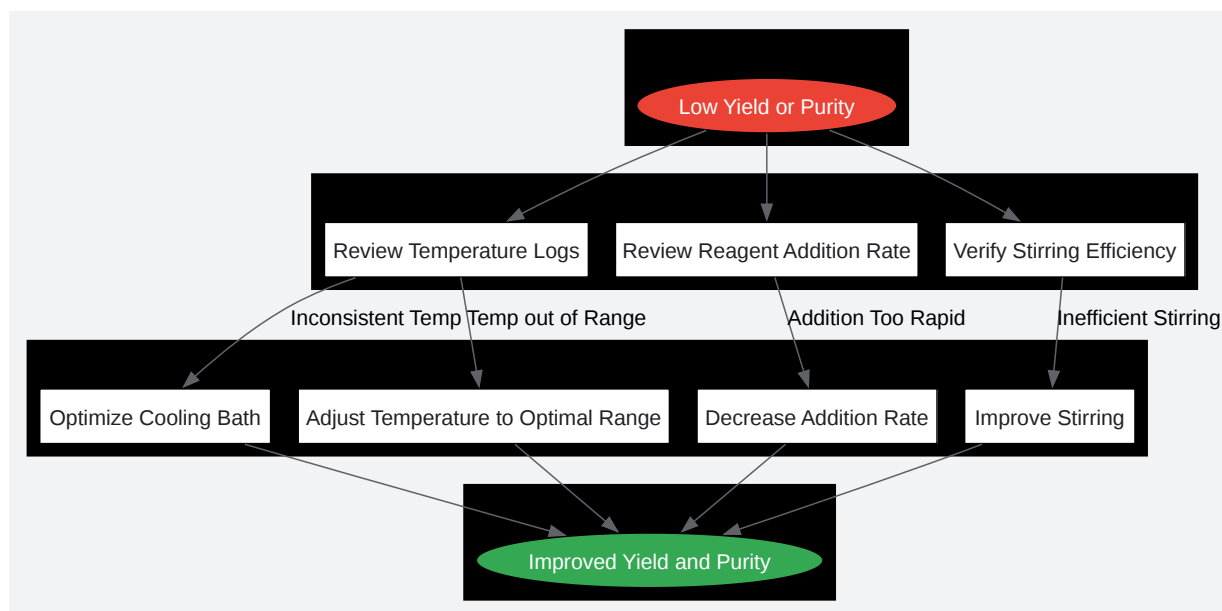 Low Yield or Purity
Review Temperature Logs
Review Reagent Addition Rate
Verify Stirring Efficiency
Inconsistent Temp
Temp out of Range
Addition Too Rapid
Inefficient Stirring
Optimize Cooling Bath
Adjust Temperature to Optimal Range
Decrease Addition Rate
Improve Stirring
Improved Yield and Purity